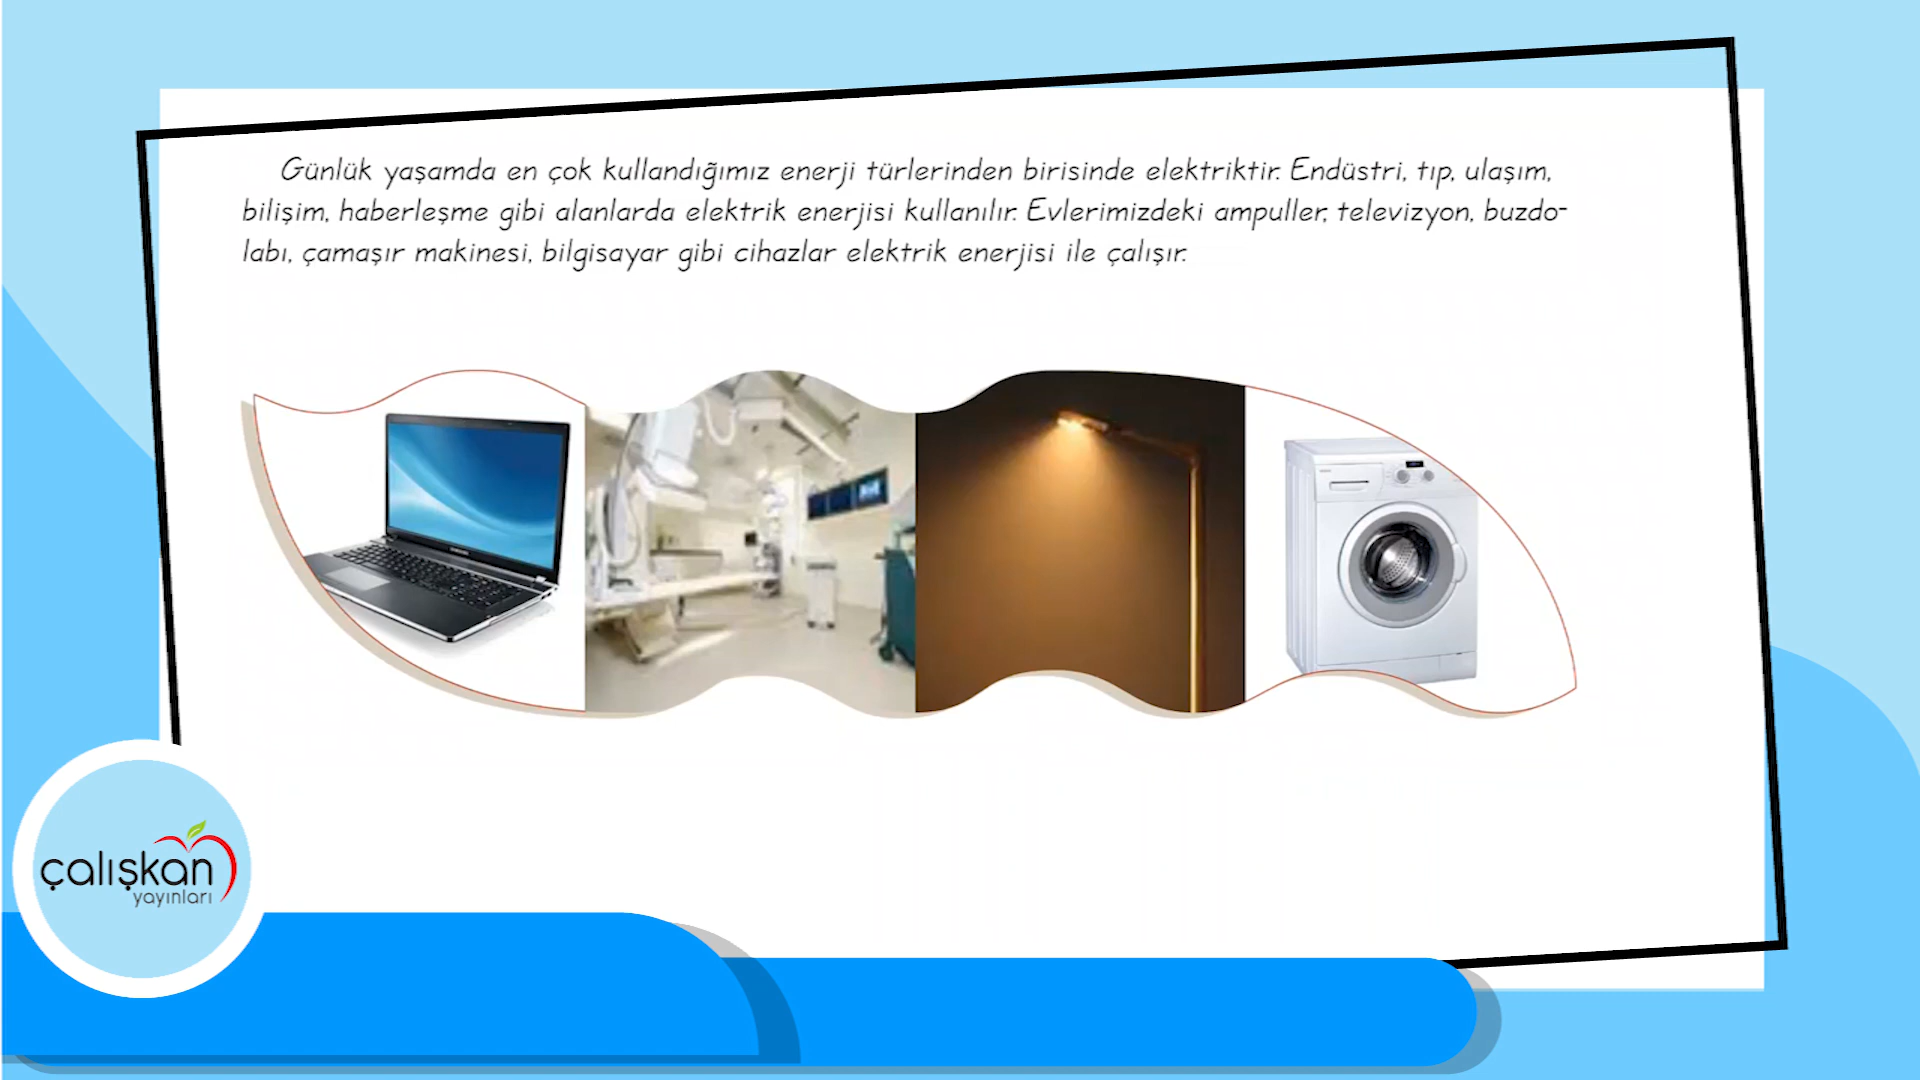 Günlük yaşamda en çok kullandığımız enerji türlerinden birisinde elektriktir. Endüstri, tıp, ulaşım,
bilişim, haberleşme gibi alanlarda elektrik enerjisi kullanılır. Evlerimizdeki ampuller, televizyon, buzdo-
labı, çamaşır makinesi, bilgisayar gibi cihazlar elektrik enerjisi ile çalışır.
çalışkan
yayınları